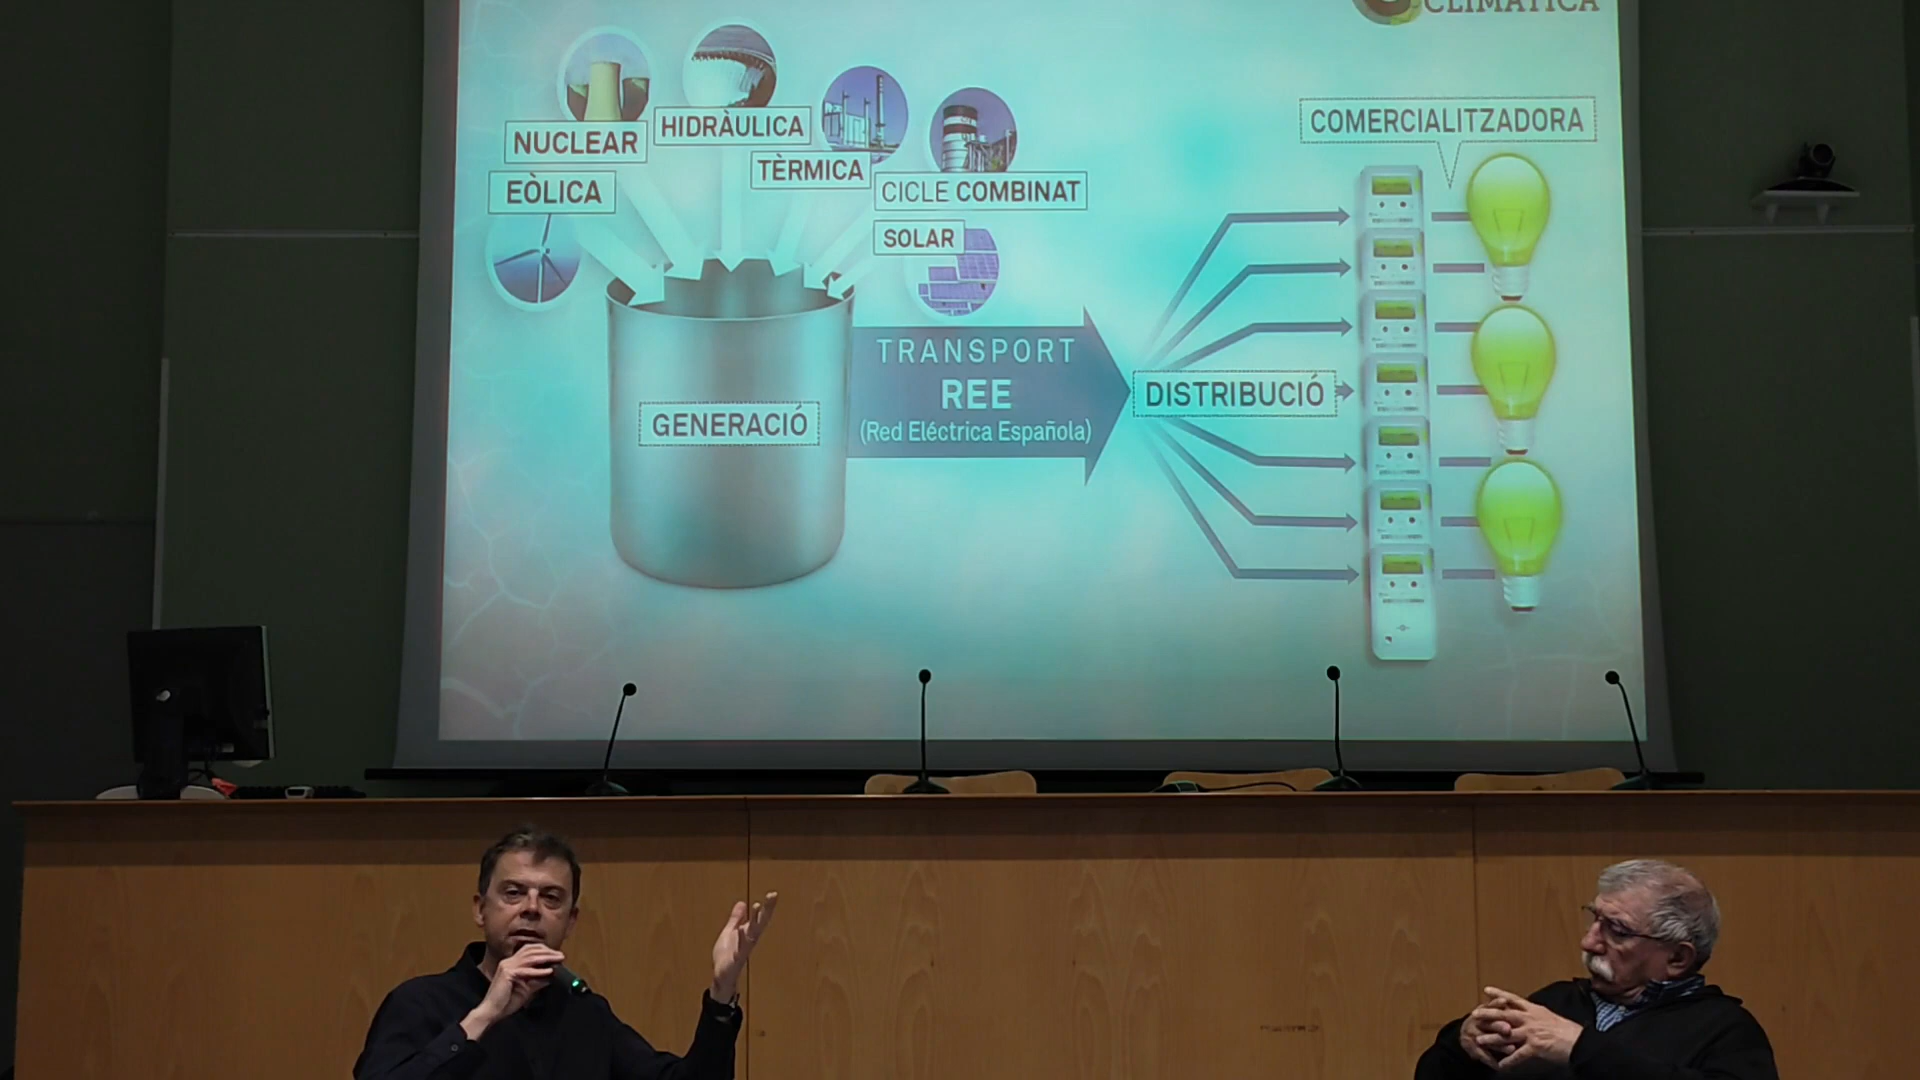 CLIMÀTICA
NUCLEAR
HIDRÀULICA
TÈRMICA
EÒLICA
CICLE COMBINAT
SOLAR
COMERCIALITZADORA
GENERACIÓ
TRANSPORT
REE
(Red Eléctrica Española)
DISTRIBUCIÓ